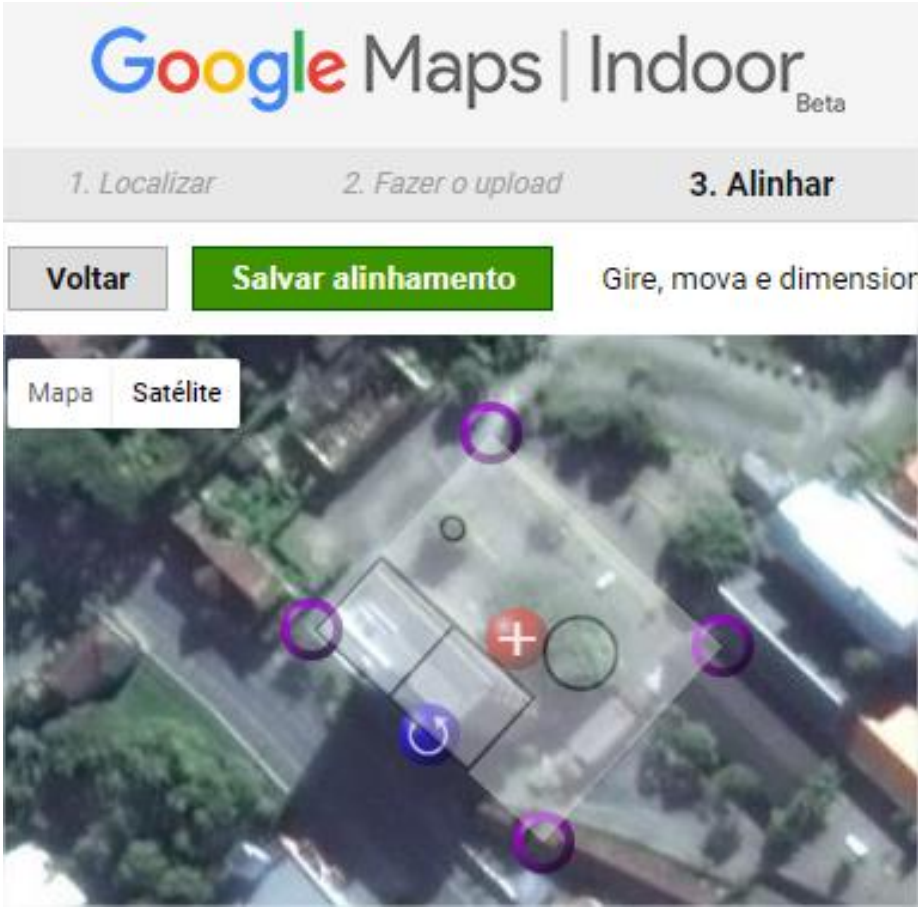 Google Maps | Indoor
Beta
1. Localizar 2. Fazer o upload 3. Alinhar
Voltar Salvar alinhamento Gire, mova e dimension
Mapa Satélite